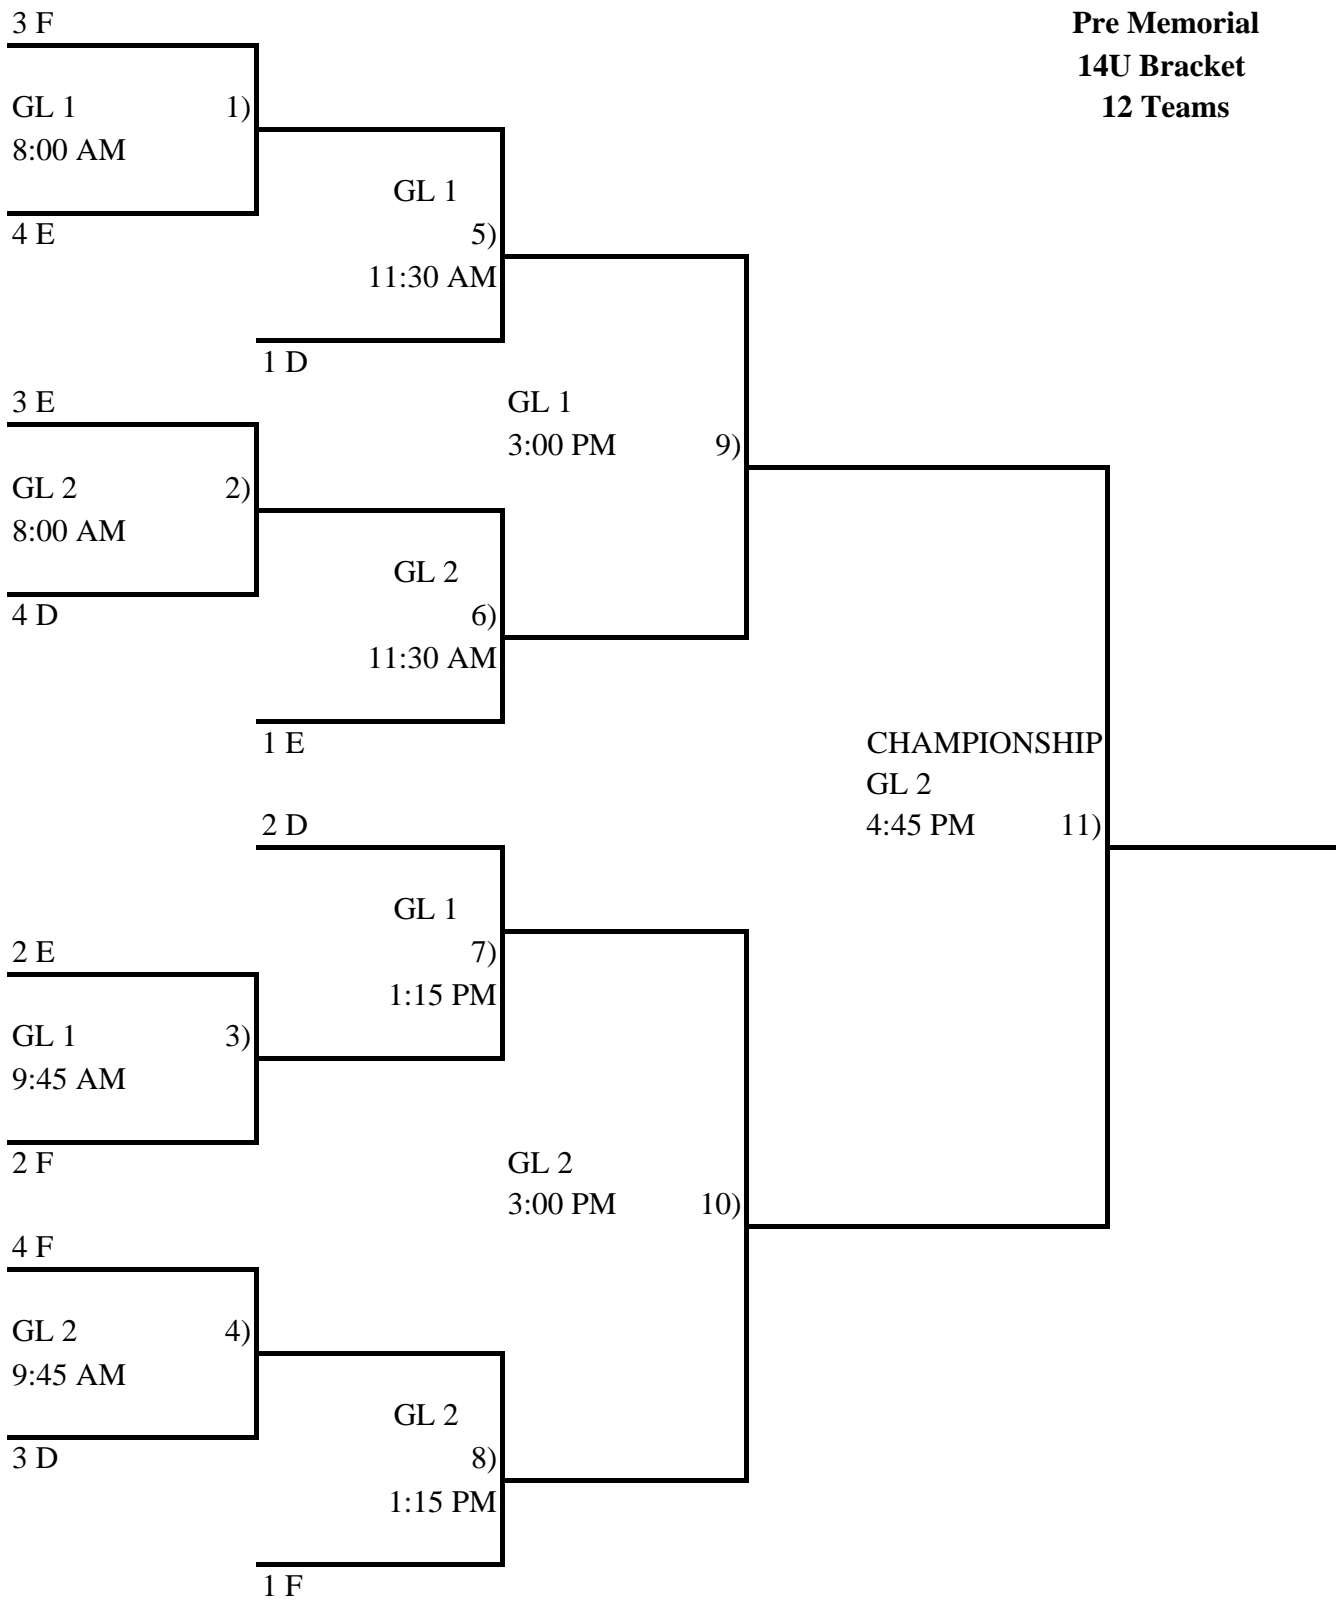 3 F
Pre Memorial
14U Bracket
12 Teams
GL 1 1)
8:00 AM
4 E
GL 1
5)
11:30 AM
1 D
3 E
GL 1
3:00 PM 9)
GL 2 2)
8:00 AM
4 D
GL 2
6)
11:30 AM
1 E
CHAMPIONSHIP
GL 2
4:45 PM 11)
2 D
GL 1
7)
1:15 PM
2 E
GL 1 3)
9:45 AM
2 F
GL 2
3:00 PM 10)
4 F
GL 2 4)
9:45 AM
3 D
GL 2
8)
1:15 PM
1 F